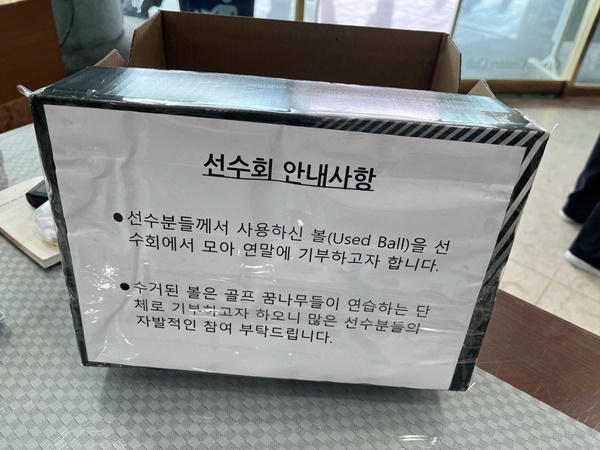 선수회 안내사항
●선수분들께서 사용하신 볼(Used Ball)을 선
수회에서 모아 연말에 기부하고자 합니다.
●수거된 볼은 골프 꿈나무들이 연습하는 단
체로 기부하고자 하오니 많은 선수분들의
자발적인 참여 부탁드립니다.